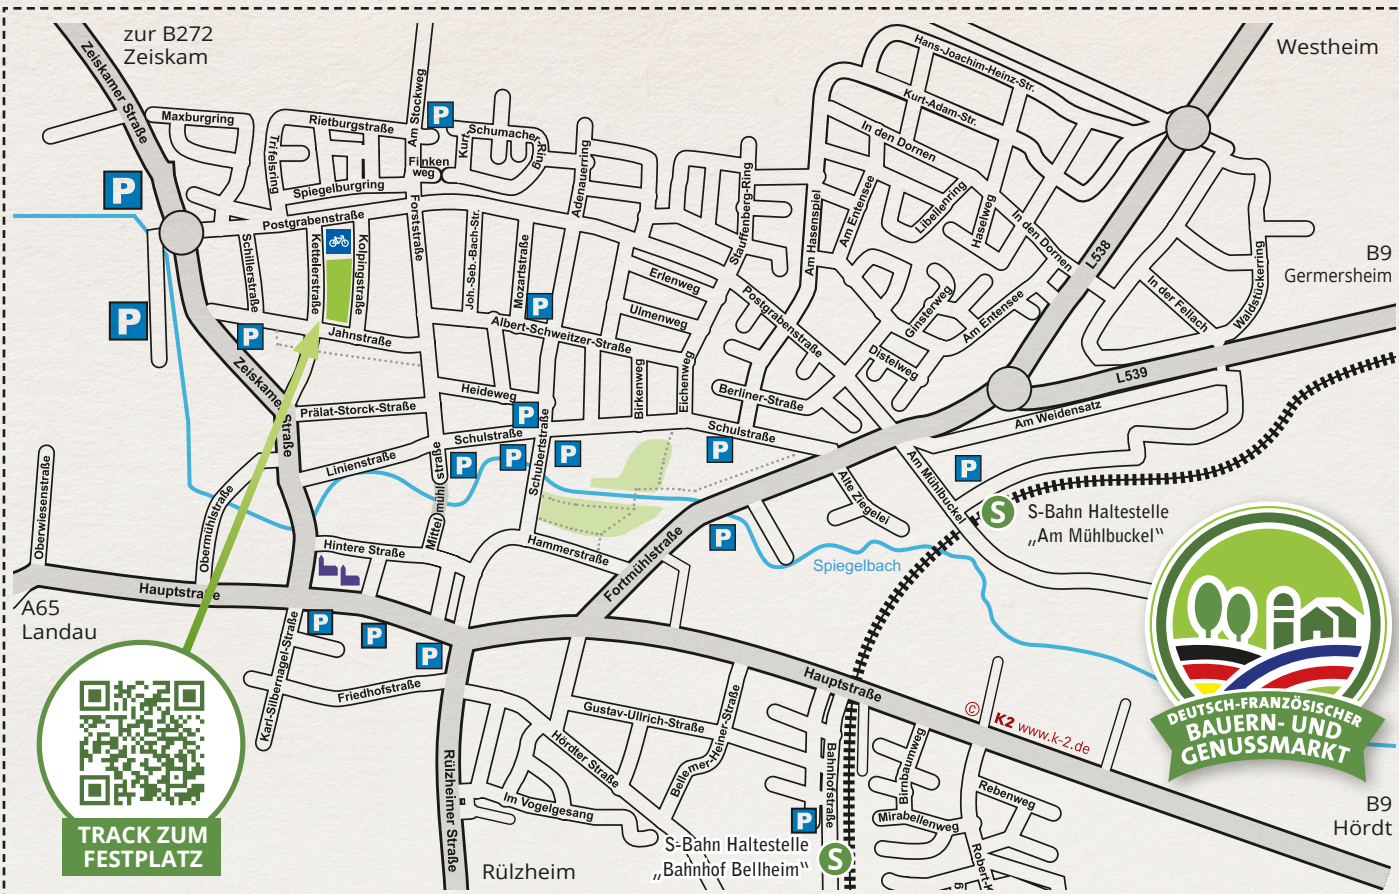 zur B272
Zeiskam
Westheim
B9
Germersheim
A65
Landau
B9
Hördt
Rülzheim
Zeiskamer Straße
Maxburgring
Rietburgstraße
Am Stockweg
P
Kurt-
Schumacher-
Ring
Trifelsring
Finken
weg
Spiegelburgring
Adenauerring
Hans-Joachim-Heinz-Str.
Kurt-Adam-Str.
In den Dornen
P
Postgrabenstraße
Forststraße
Stauffenberg-Ring
Am Hasenspiel
Am Entensee
Libellenring
Haselweg
In den Dornen
L538
Waldstückerring
In der Fellach
Schillerstraße
Kettelerstraße
Kolpingstraße
Joh.-Seb.-Bach-Str.
Mozartstraße
Erlenweg
Ulmenweg
Postgrabenstraße
Ginsterweg
Am Entensee
Distelweg
P
P
P
Jahnstraße
Albert-Schweitzer-Straße
Zeiskamer Straße
Heideweg
Birkenweg
Eichenweg
Berliner-Straße
L539
Am Weidensatz
Prälat-Storck-Straße
P
Schulstraße
Schulstraße
Linienstraße
Mittelmühlstraße
P
P
Schubertstraße
P
P
P
Am Mühlbuckel
Alte Ziegelei
Oberwiesenstraße
Obermühlstraße
S
S-Bahn Haltestelle
„Am Mühlbuckel“
Hintere Straße
Hammerstraße
Fortmühlstraße
P
Spiegelbach
Hauptstraße
P
P
P
Karl-Silbernagel-Straße
Friedhofstraße
Hauptstraße
Gustav-Ullrich-Straße
Hördter Straße
Bellemer-Heiner-Straße
Rülzheimer Straße
Im Vogelgesang
Bahnhofstraße
Birnbaumweg
Mirabellenweg
Rebenweg
P
S-Bahn Haltestelle
„Bahnhof Bellheim“
S
© K2 www.k-2.de
DEUTSCH-FRANZÖSISCHER
BAUERN- UND
GENUSSMARKT
TRACK ZUM
FESTPLATZ